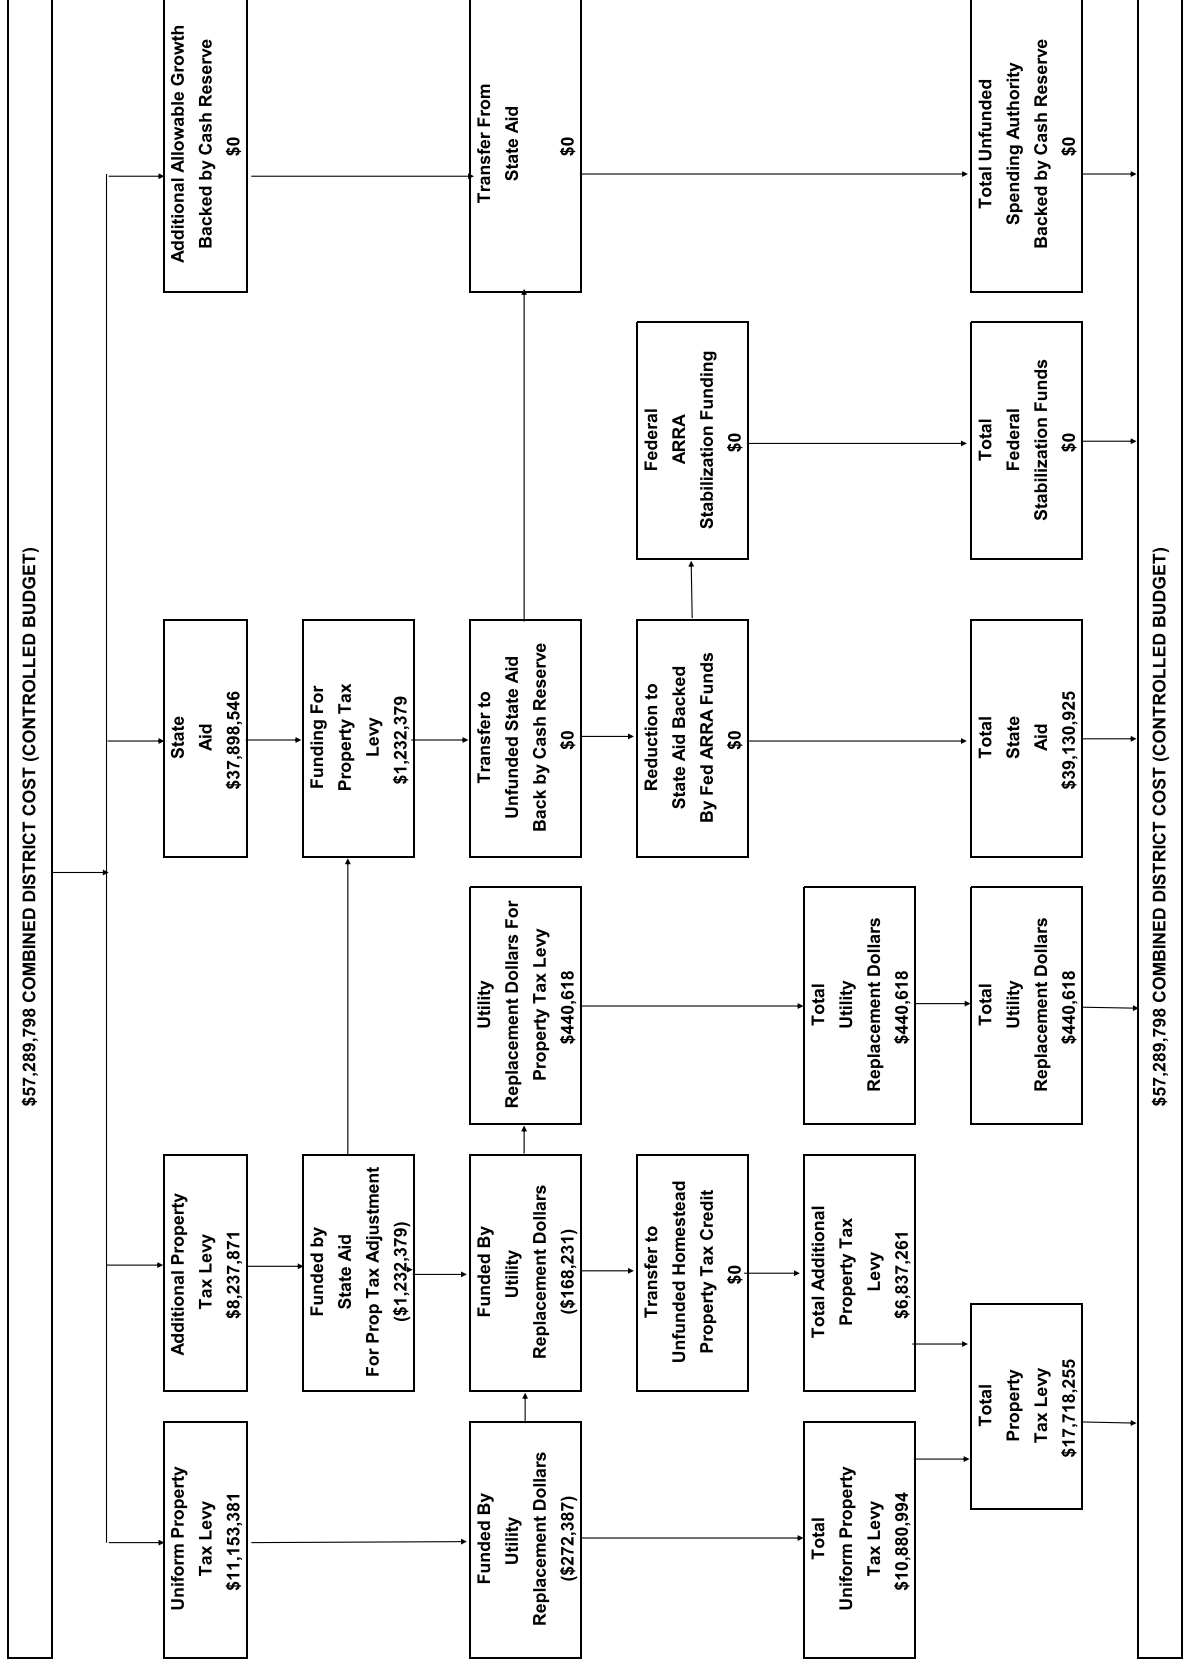 $57,289,798 COMBINED DISTRICT COST (CONTROLLED BUDGET)
Uniform Property
Tax Levy
$11,153,381
Additional Property
Tax Levy
$8,237,871
State
Aid
$37,898,546
Additional Allowable Growth
Backed by Cash Reserve
$0
Funded by
State Aid
For Prop Tax Adjustment
($1,232,379)
Funding For
Property Tax
Levy
$1,232,379
Funded By
Utility
Replacement Dollars
($272,387)
Funded By
Utility
Replacement Dollars
($168,231)
Utility
Replacement Dollars For
Property Tax Levy
$440,618
Transfer to
Unfunded State Aid
Back by Cash Reserve
$0
Transfer From
State Aid
$0
Transfer to
Unfunded Homestead
Property Tax Credit
$0
Reduction to
State Aid Backed
By Fed ARRA Funds
$0
Federal
ARRA
Stabilization Funding
$0
Total
Uniform Property
Tax Levy
$10,880,994
Total Additional
Property Tax
Levy
$6,837,261
Total
Utility
Replacement Dollars
$440,618
Total
Property
Tax Levy
$17,718,255
Total
Utility
Replacement Dollars
$440,618
Total
State
Aid
$39,130,925
Total
Federal
Stabilization Funds
$0
Total Unfunded
Spending Authority
Backed by Cash Reserve
$0
$57,289,798 COMBINED DISTRICT COST (CONTROLLED BUDGET)